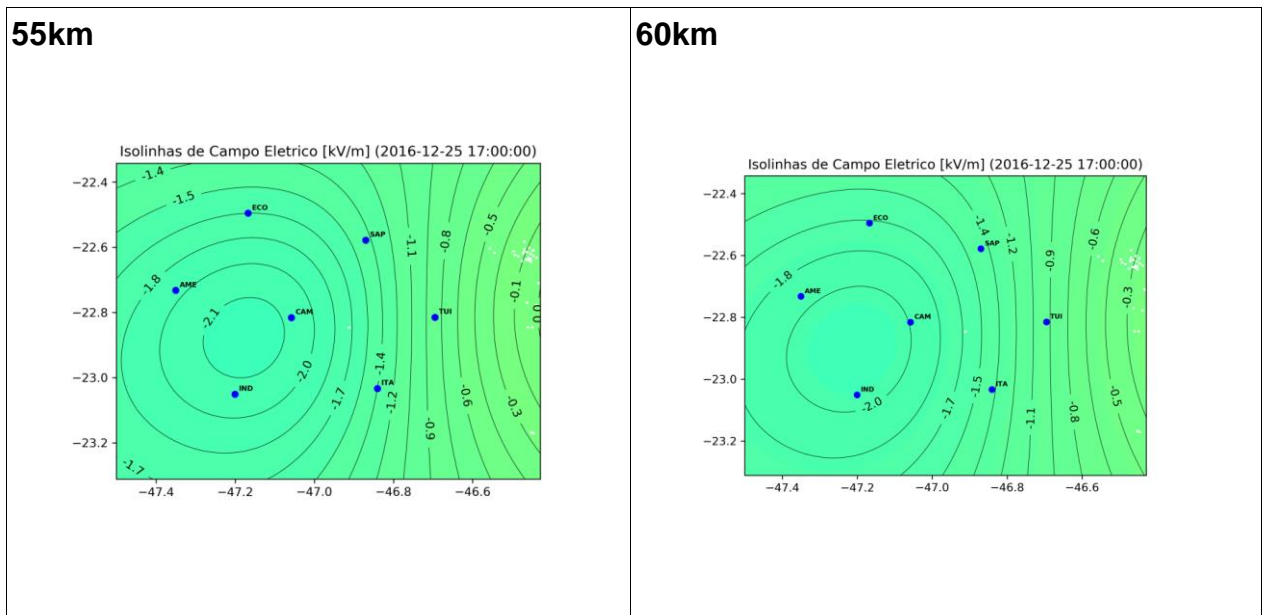 55km
Isolinhas de Campo Eletrico [kV/m] (2016-12-25 17:00:00)
-1.4
-1.5
-1.8
-2.1
-2.0
-1.7
-1.4
-1.2
-1.1
-0.9
-0.8
-0.6
-0.5
-0.3
-0.1
0.0
-1.7
ECO
SAP
AME
CAM
TUI
ITA
IND
−22.4
−22.6
−22.8
−23.0
−23.2
−47.4
−47.2
−47.0
−46.8
−46.6
60km
Isolinhas de Campo Eletrico [kV/m] (2016-12-25 17:00:00)
-1.4
-1.2
-0.9
-0.6
-0.3
-1.8
-2.0
-1.7
-1.5
-1.1
-0.8
-0.5
ECO
SAP
AME
CAM
TUI
ITA
IND
−22.4
−22.6
−22.8
−23.0
−23.2
−47.4
−47.2
−47.0
−46.8
−46.6